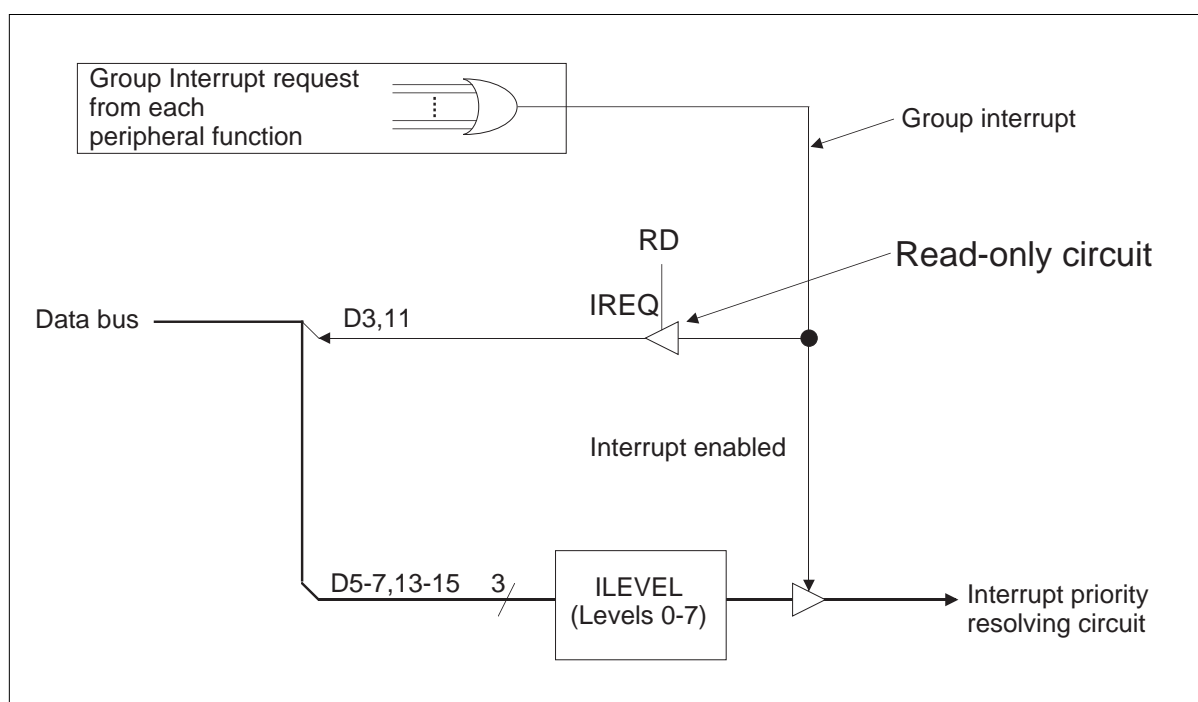 Group Interrupt request
from each
peripheral function
Group interrupt
RD
Read-only circuit
IREQ
Data bus
D3,11
Interrupt enabled
D5-7,13-15
3
ILEVEL
(Levels 0-7)
Interrupt priority
resolving circuit